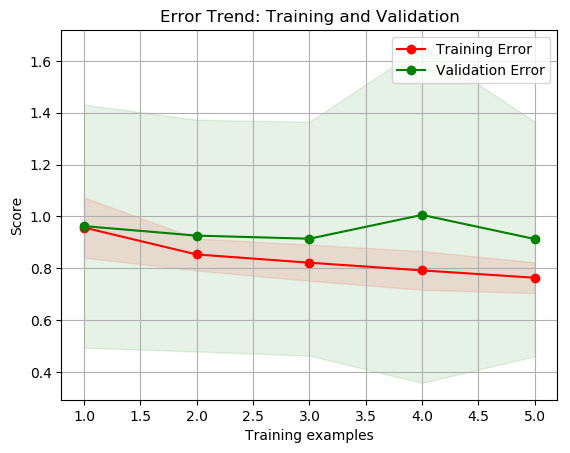 Error Trend: Training and Validation
Training Error
Validation Error
1.6
1.4
1.2
1.0
0.8
0.6
0.4
Score
1.0 1.5 2.0 2.5 3.0 3.5 4.0 4.5 5.0
Training examples